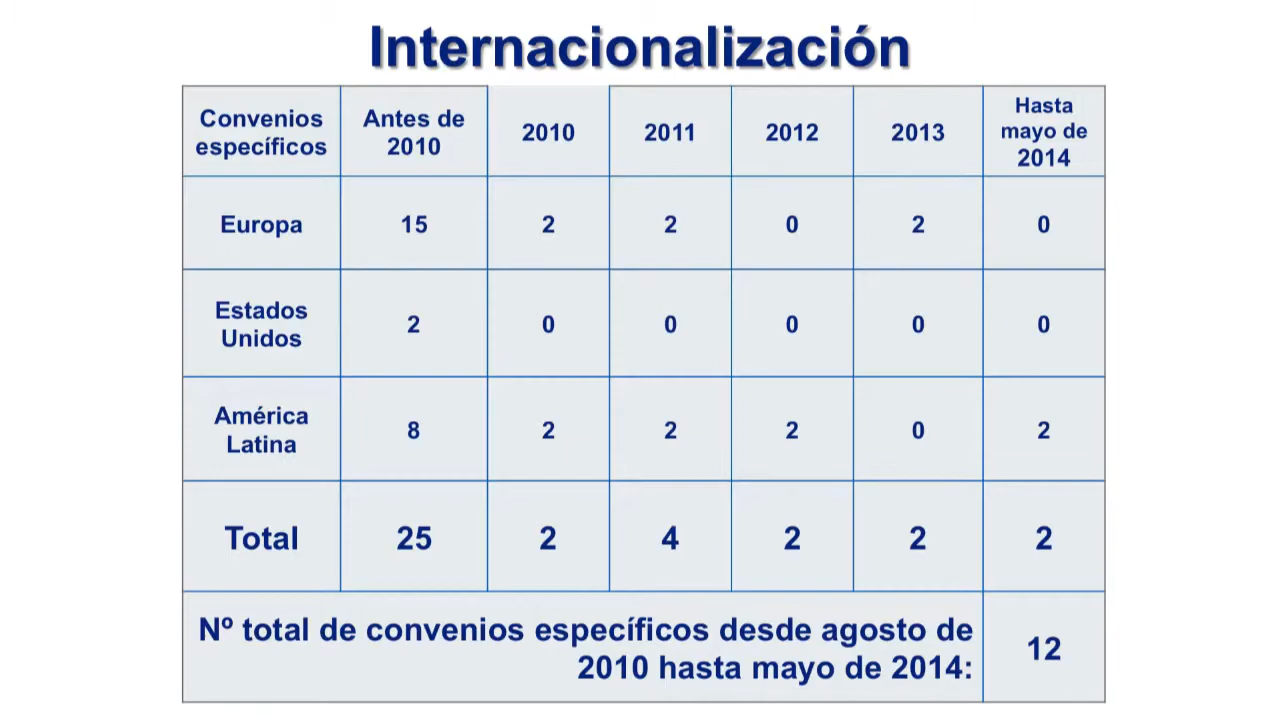 Internacionalización
Convenios específicos | Antes de 2010 | 2010 | 2011 | 2012 | 2013 | Hasta mayo de 2014
Europa | 15 | 2 | 2 | 0 | 2 | 0
Estados Unidos | 2 | 0 | 0 | 0 | 0 | 0
América Latina | 8 | 2 | 2 | 2 | 0 | 2
Total | 25 | 2 | 4 | 2 | 2 | 2
Nº total de convenios específicos desde agosto de
2010 hasta mayo de 2014: | 12